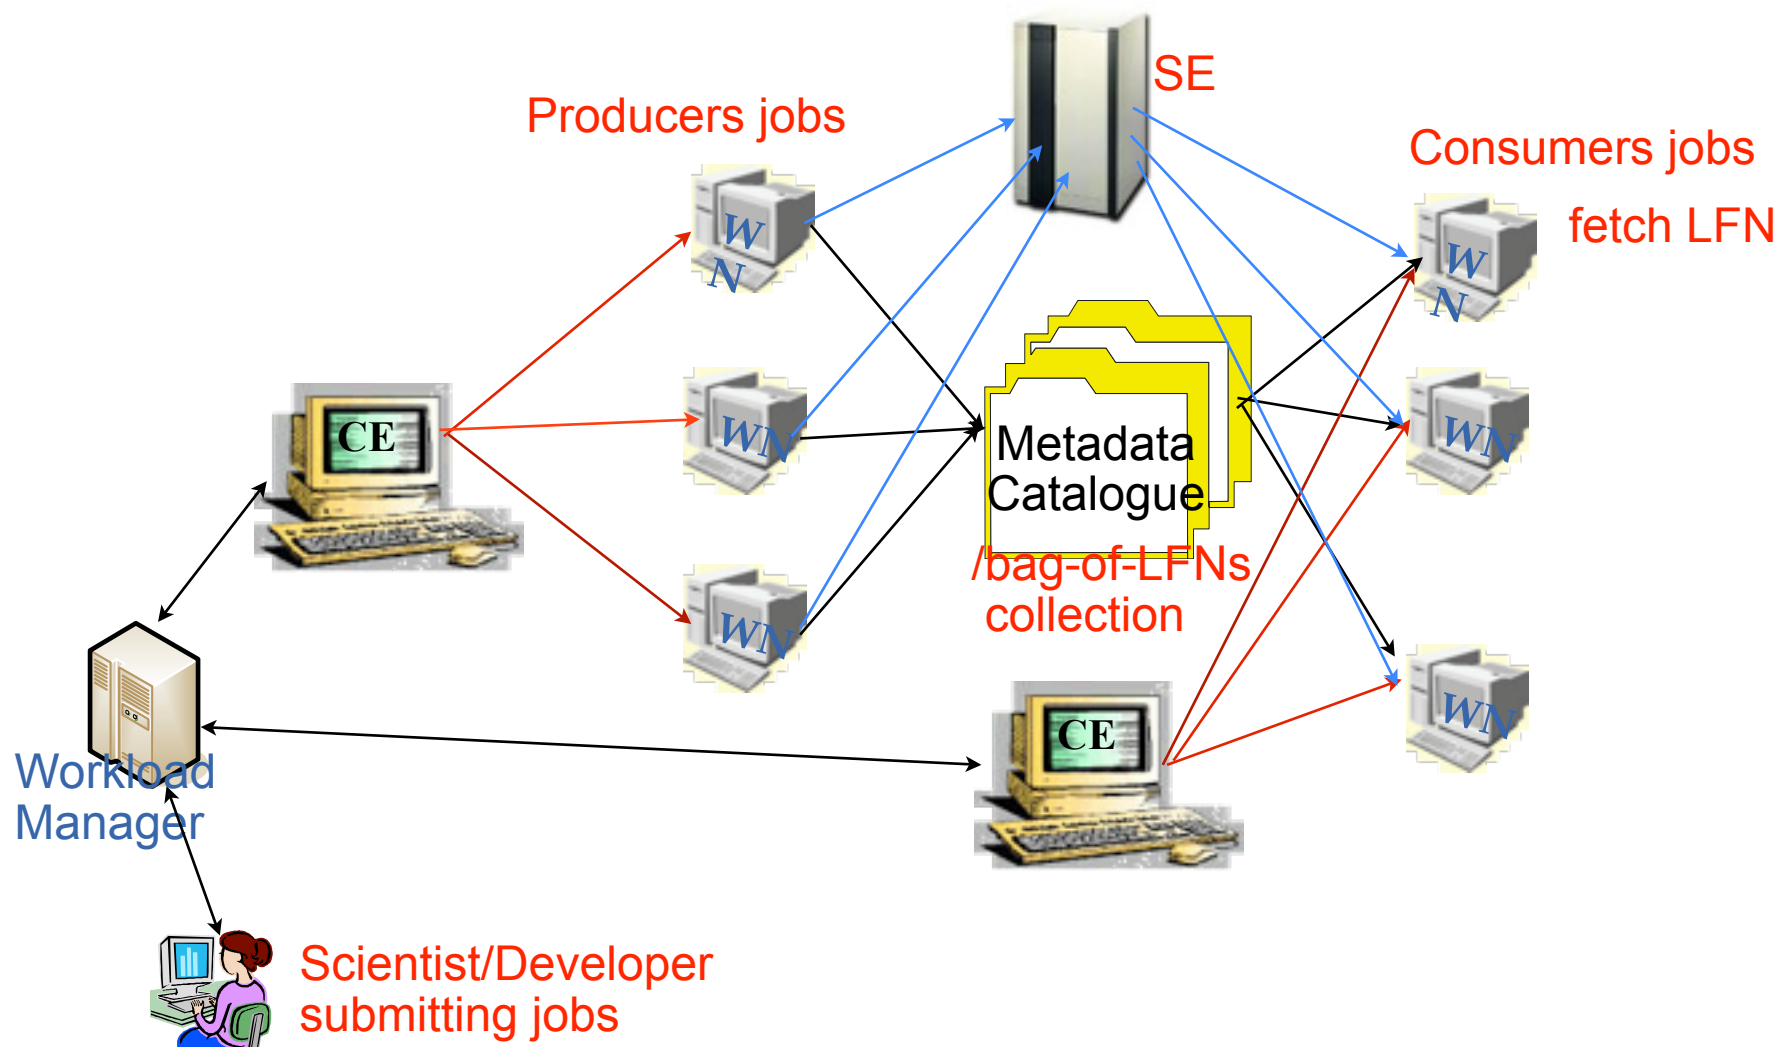 SE
Producers jobs
Consumers jobs
fetch LFN
W
N
W
N
CE
WN
WN
Metadata
Catalogue
/bag-of-LFNs
collection
WN
WN
CE
Workload
Manager
Scientist/Developer
submitting jobs